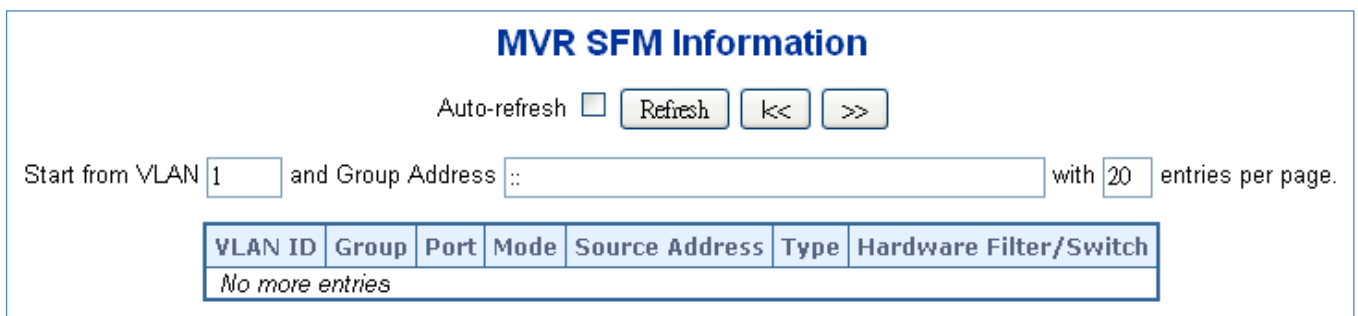 MVR SFM Information
Auto-refresh Refresh |<< >>
Start from VLAN 1 and Group Address :: with 20 entries per page.
VLAN ID Group Port Mode Source Address Type Hardware Filter/Switch
No more entries